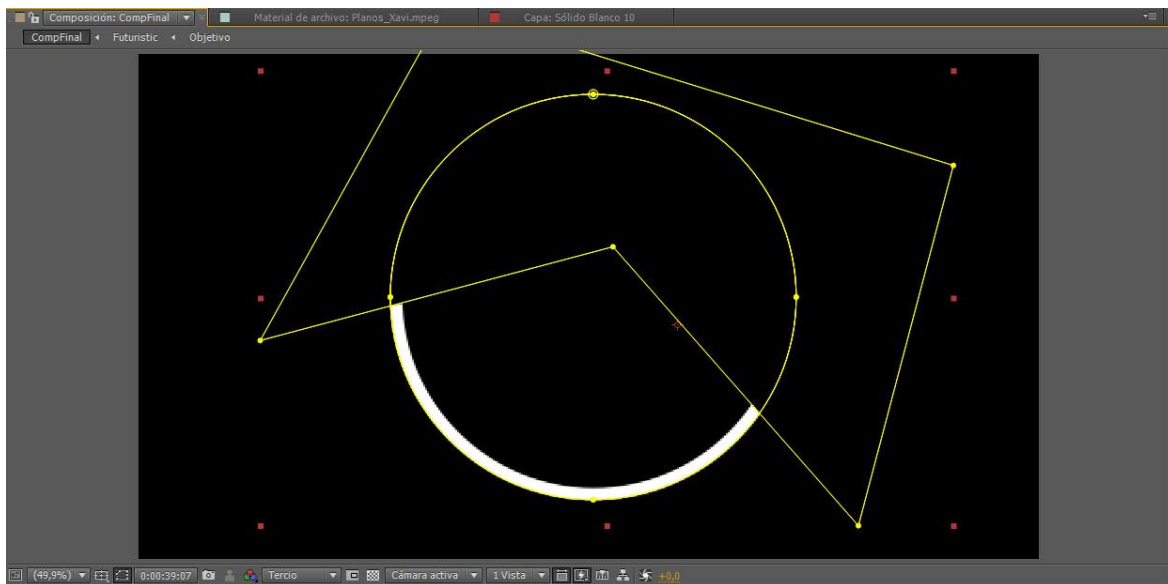 Composición: CompFinal Material de archivo: Planos_Xavi.mpeg Capa: Sólido Blanco 10
CompFinal Futuristic Objetivo
(49,9%) 0:00:39:07 Tercio Cámara activa 1 Vista +0,0